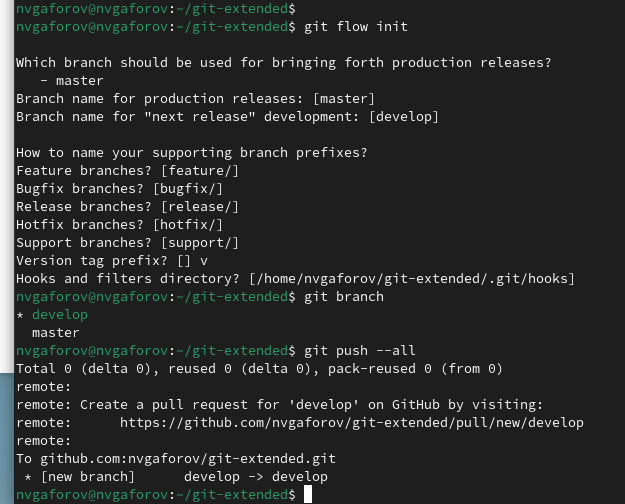 nvgaforov@nvgaforov:~/git-extended$
nvgaforov@nvgaforov:~/git-extended$ git flow init
Which branch should be used for bringing forth production releases?
   - master
Branch name for production releases: [master]
Branch name for "next release" development: [develop]
How to name your supporting branch prefixes?
Feature branches? [feature/]
Bugfix branches? [bugfix/]
Release branches? [release/]
Hotfix branches? [hotfix/]
Support branches? [support/]
Version tag prefix? [] v
Hooks and filters directory? [/home/nvgaforov/git-extended/.git/hooks]
nvgaforov@nvgaforov:~/git-extended$ git branch
* develop
  master
nvgaforov@nvgaforov:~/git-extended$ git push --all
Total 0 (delta 0), reused 0 (delta 0), pack-reused 0 (from 0)
remote:
remote: Create a pull request for 'develop' on GitHub by visiting:
remote:      https://github.com/nvgaforov/git-extended/pull/new/develop
remote:
To github.com:nvgaforov/git-extended.git
 * [new branch]      develop -> develop
nvgaforov@nvgaforov:~/git-extended$